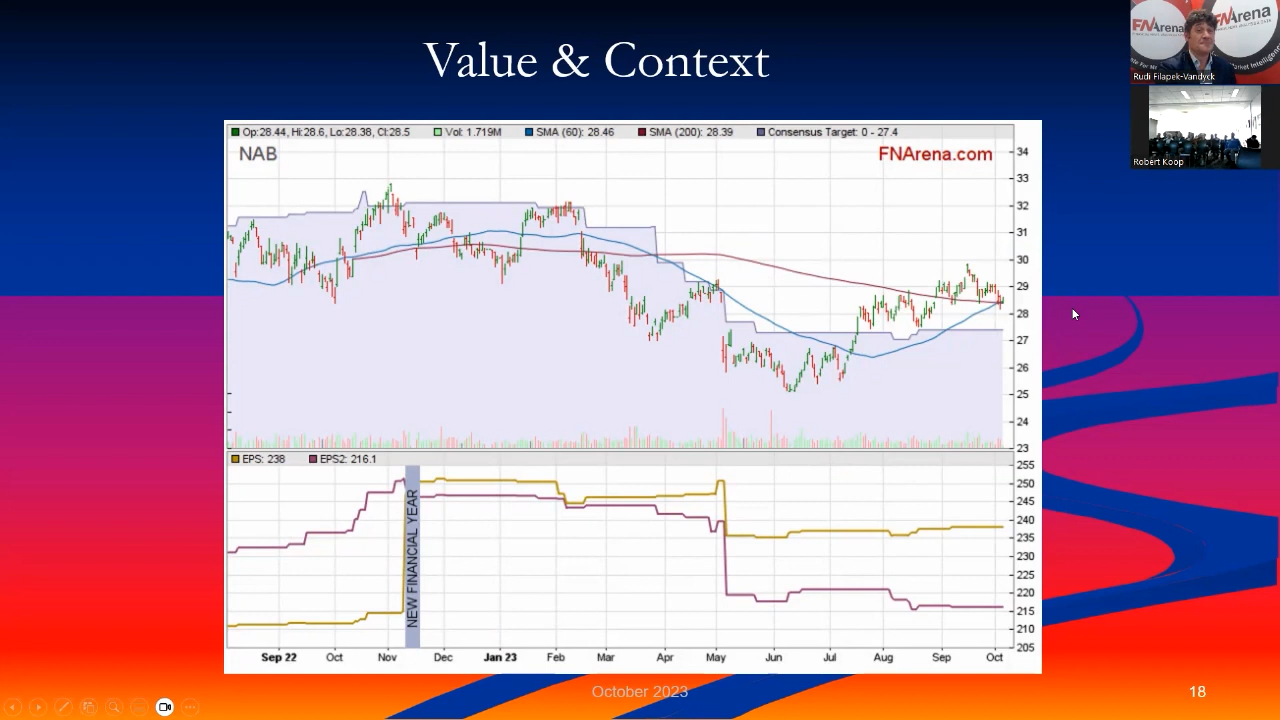 Value & Context
FNArena
FNArena
Market Intelligence
Rudi Filapek-Vandyck
Robert Koop
Op:28.44, Hi:28.6, Lo:28.38, Cl:28.5 Vol: 1.719M SMA (60): 28.46 SMA (200): 28.39 Consensus Target: 0 - 27.4
NAB
FNArena.com
34
33
32
31
30
29
28
27
26
25
24
23
EPS: 238 EPS2: 216.1
255
250
245
240
235
230
225
220
215
210
205
NEW FINANCIAL YEAR
Sep 22 Oct Nov Dec Jan 23 Feb Mar Apr May Jun Jul Aug Sep Oct
October 2023
18